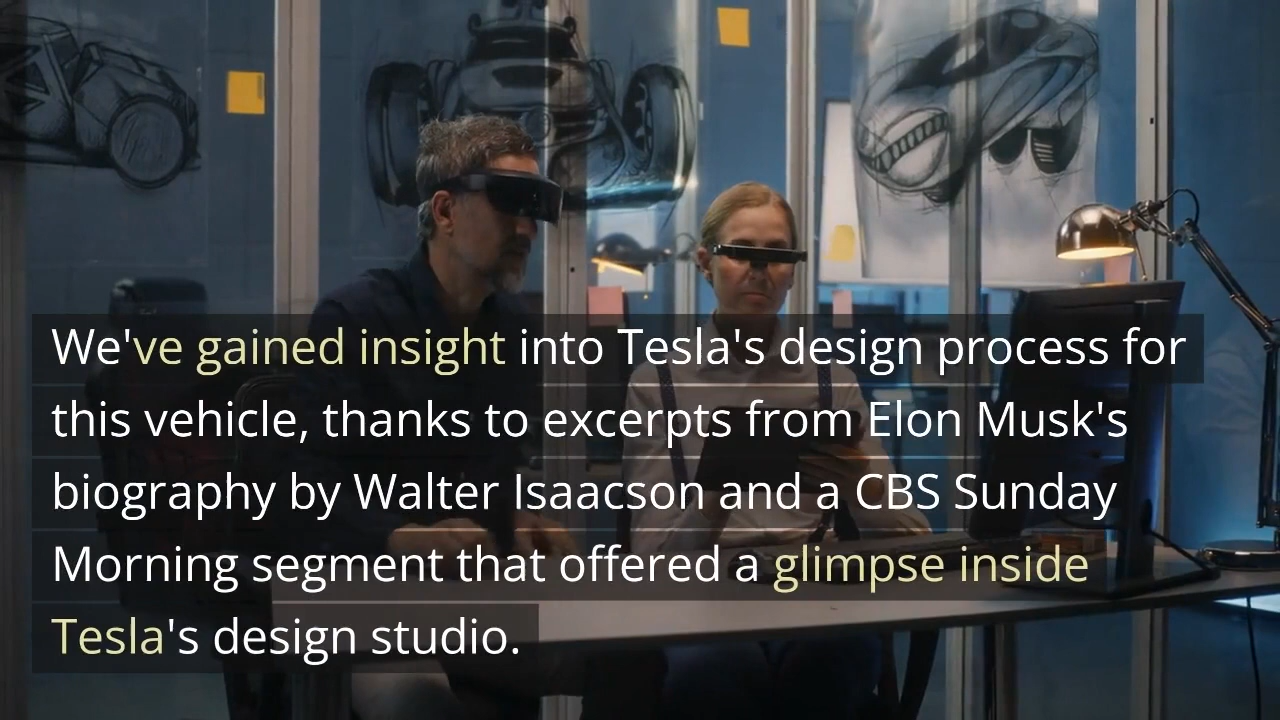 We've gained insight into Tesla's design process for
this vehicle, thanks to excerpts from Elon Musk's
biography by Walter Isaacson and a CBS Sunday
Morning segment that offered a glimpse inside
Tesla's design studio.